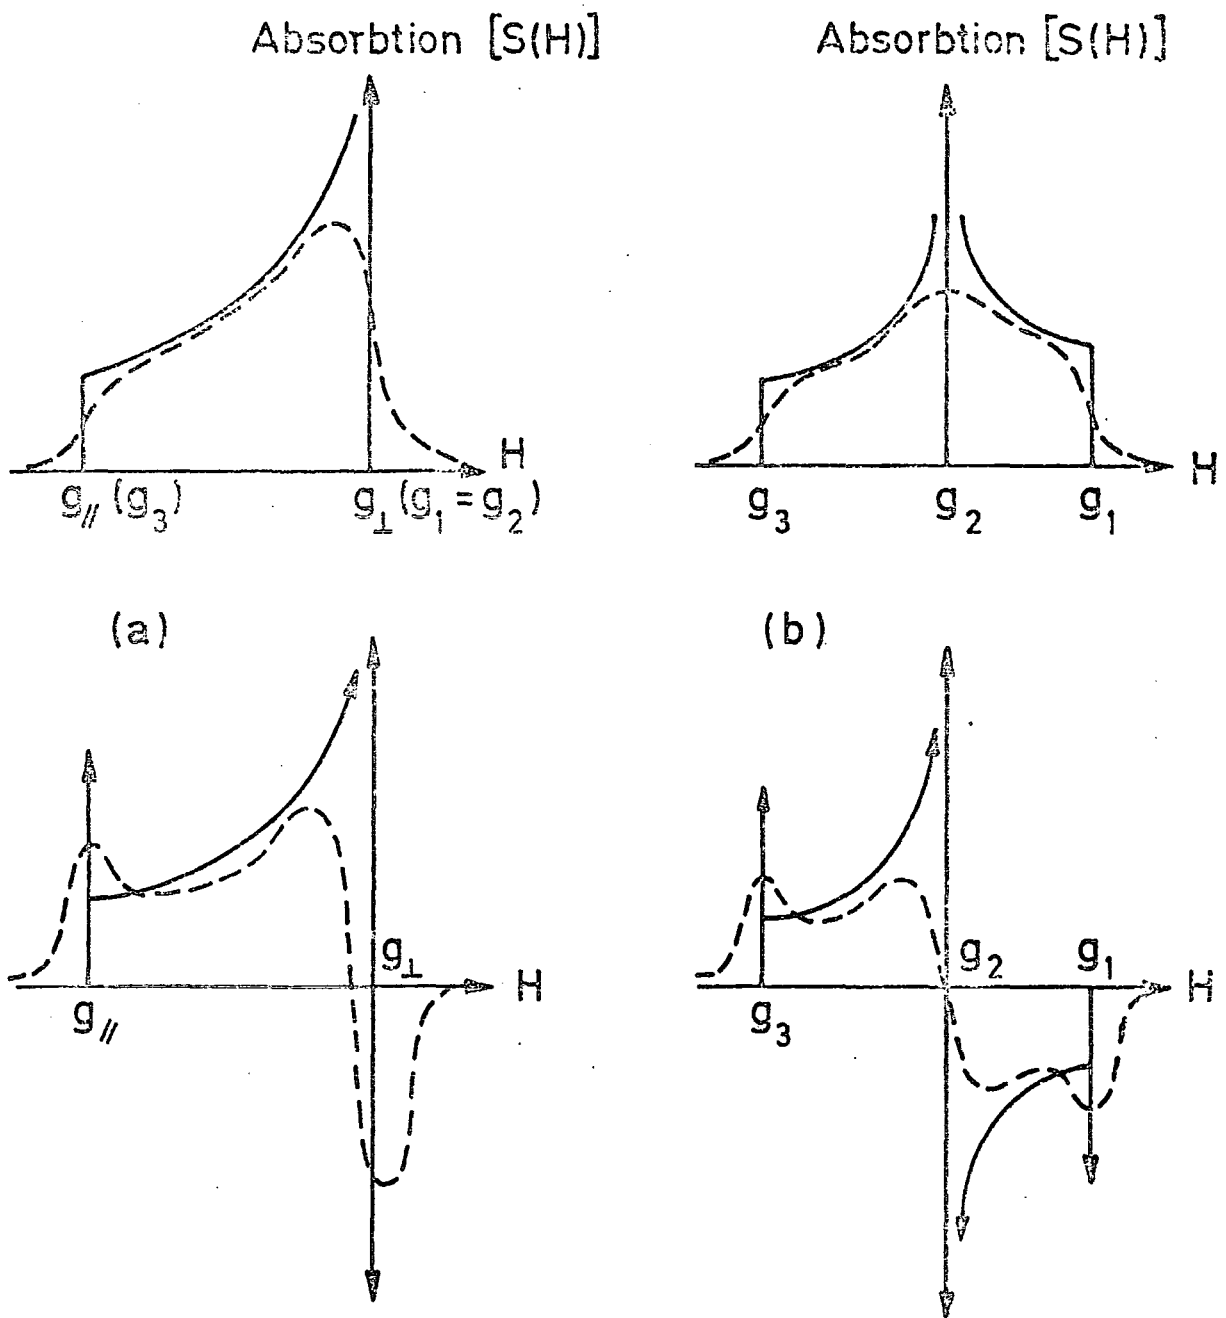 Absorbtion [S(H)]
Absorbtion [S(H)]
H
g// (g3)
g⊥ (g1 = g2)
H
g3
g2
g1
(a)
(b)
g⊥
H
g//
g2
g1
H
g3